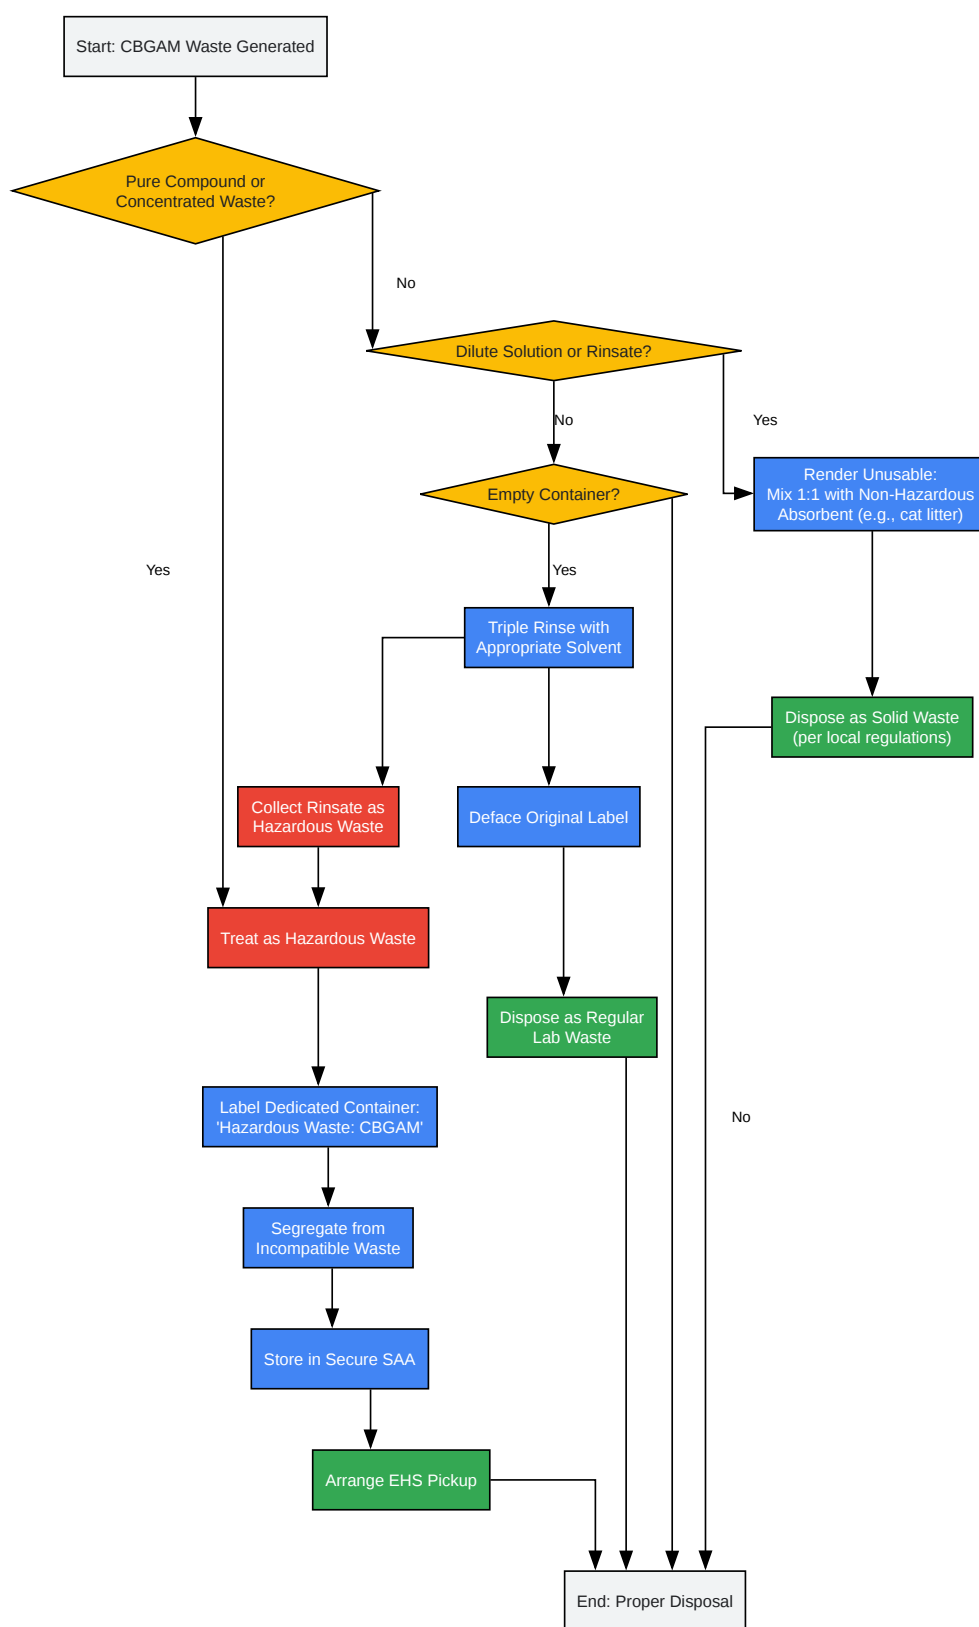 Start: CBGAM Waste Generated
Pure Compound or
Concentrated Waste?
No
Dilute Solution or Rinsate?
No
Yes
Render Unusable:
Mix 1:1 with Non-Hazardous
Absorbent (e.g., cat litter)
Empty Container?
Yes
Yes
Triple Rinse with
Appropriate Solvent
Dispose as Solid Waste
(per local regulations)
Collect Rinsate as
Hazardous Waste
Deface Original Label
Treat as Hazardous Waste
Dispose as Regular
Lab Waste
Label Dedicated Container:
'Hazardous Waste: CBGAM'
No
Segregate from
Incompatible Waste
Store in Secure SAA
Arrange EHS Pickup
End: Proper Disposal